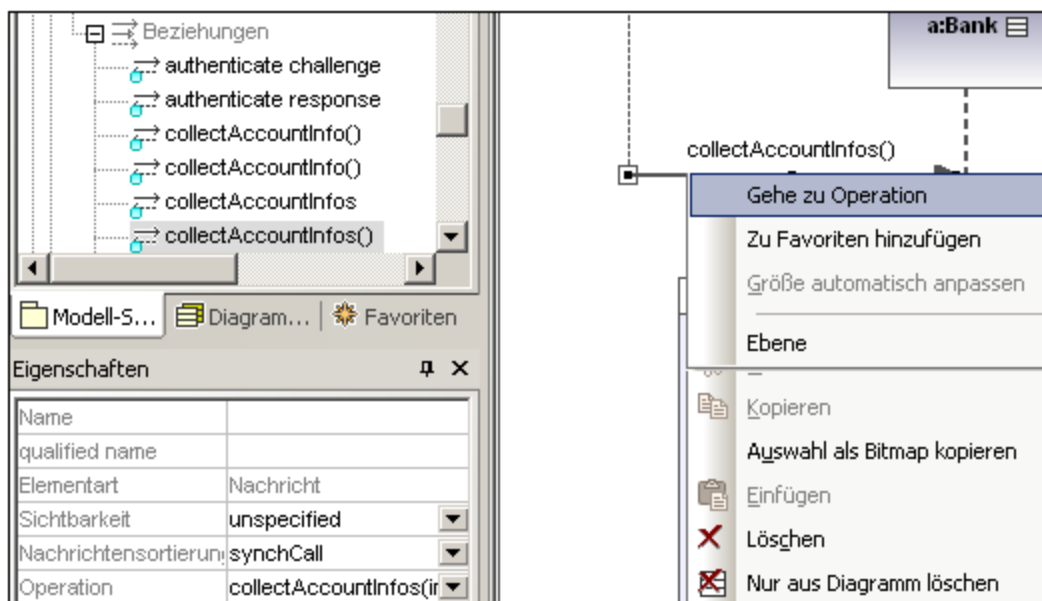 Beziehungen
authenticate challenge
authenticate response
collectAccountInfo()
collectAccountInfo()
collectAccountInfos
collectAccountInfos()
Modell-S... Diagram... Favoriten
Eigenschaften
Name
qualified name
Elementart Nachricht
Sichtbarkeit unspecified
Nachrichtensortierun synchCall
Operation collectAccountInfos(in
a:Bank
collectAccountInfos()
Gehe zu Operation
Zu Favoriten hinzufügen
Größe automatisch anpassen
Ebene
Kopieren
Auswahl als Bitmap kopieren
Einfügen
Löschen
Nur aus Diagramm löschen